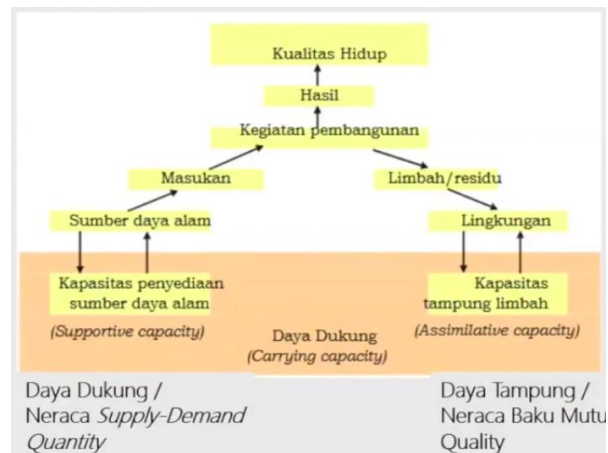 Kualitas Hidup
Hasil
Kegiatan pembangunan
Masukan
Limbah/residu
Sumber daya alam
Lingkungan
Kapasitas penyediaan
sumber daya alam
(Supportive capacity)
Kapasitas
tampung limbah
(Assimilative capacity)
Daya Dukung
(Carrying capacity)
Daya Dukung /
Neraca Supply-Demand
Quantity
Daya Tampung /
Neraca Baku Mutu
Quality